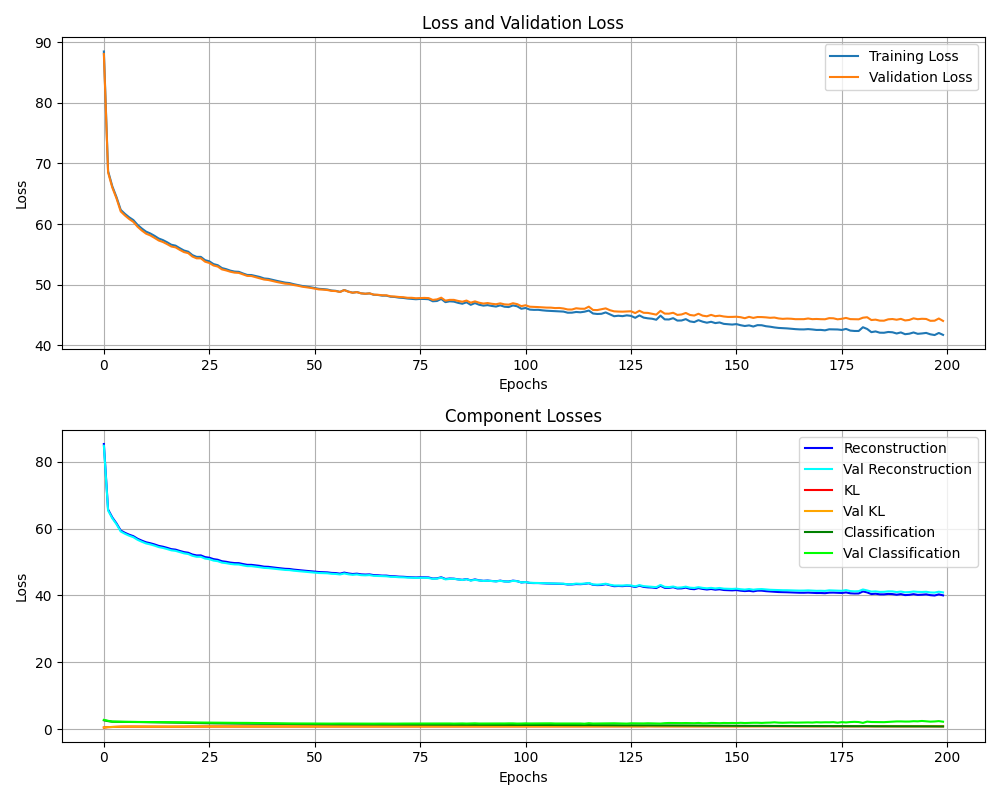 Loss and Validation Loss
90
80
70
60
50
40
Loss
Training Loss
Validation Loss
0 25 50 75 100 125 150 175 200
Epochs
Component Losses
80
60
40
20
0
Loss
Reconstruction
Val Reconstruction
KL
Val KL
Classification
Val Classification
0 25 50 75 100 125 150 175 200
Epochs